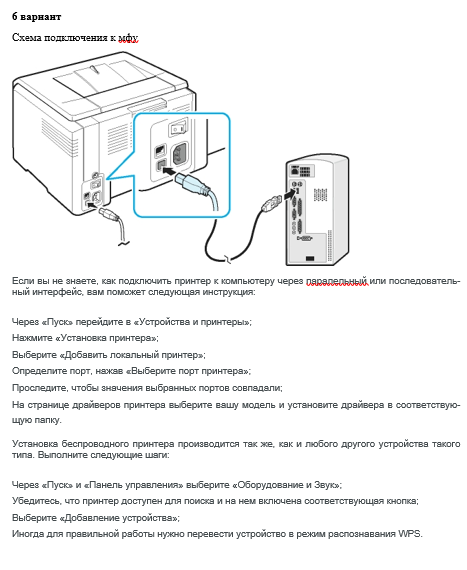 6 вариант
Схема подключения к мфу
Если вы не знаете, как подключить принтер к компьютеру через паралельный или последователь-
ный интерфейс, вам поможет следующая инструкция:
Через «Пуск» перейдите в «Устройства и принтеры»;
Нажмите «Установка принтера»;
Выберите «Добавить локальный принтер»;
Определите порт, нажав «Выберите порт принтера»;
Проследите, чтобы значения выбранных портов совпадали;
На странице драйверов принтера выберите вашу модель и установите драйвера в соответствую-
щую папку.
Установка беспроводного принтера производится так же, как и любого другого устройства такого
типа. Выполните следующие шаги:
Через «Пуск» и «Панель управления» выберите «Оборудование и Звук»;
Убедитесь, что принтер доступен для поиска и на нем включена соответствующая кнопка;
Выберите «Добавление устройства»;
Иногда для правильной работы нужно перевести устройство в режим распознавания WPS.